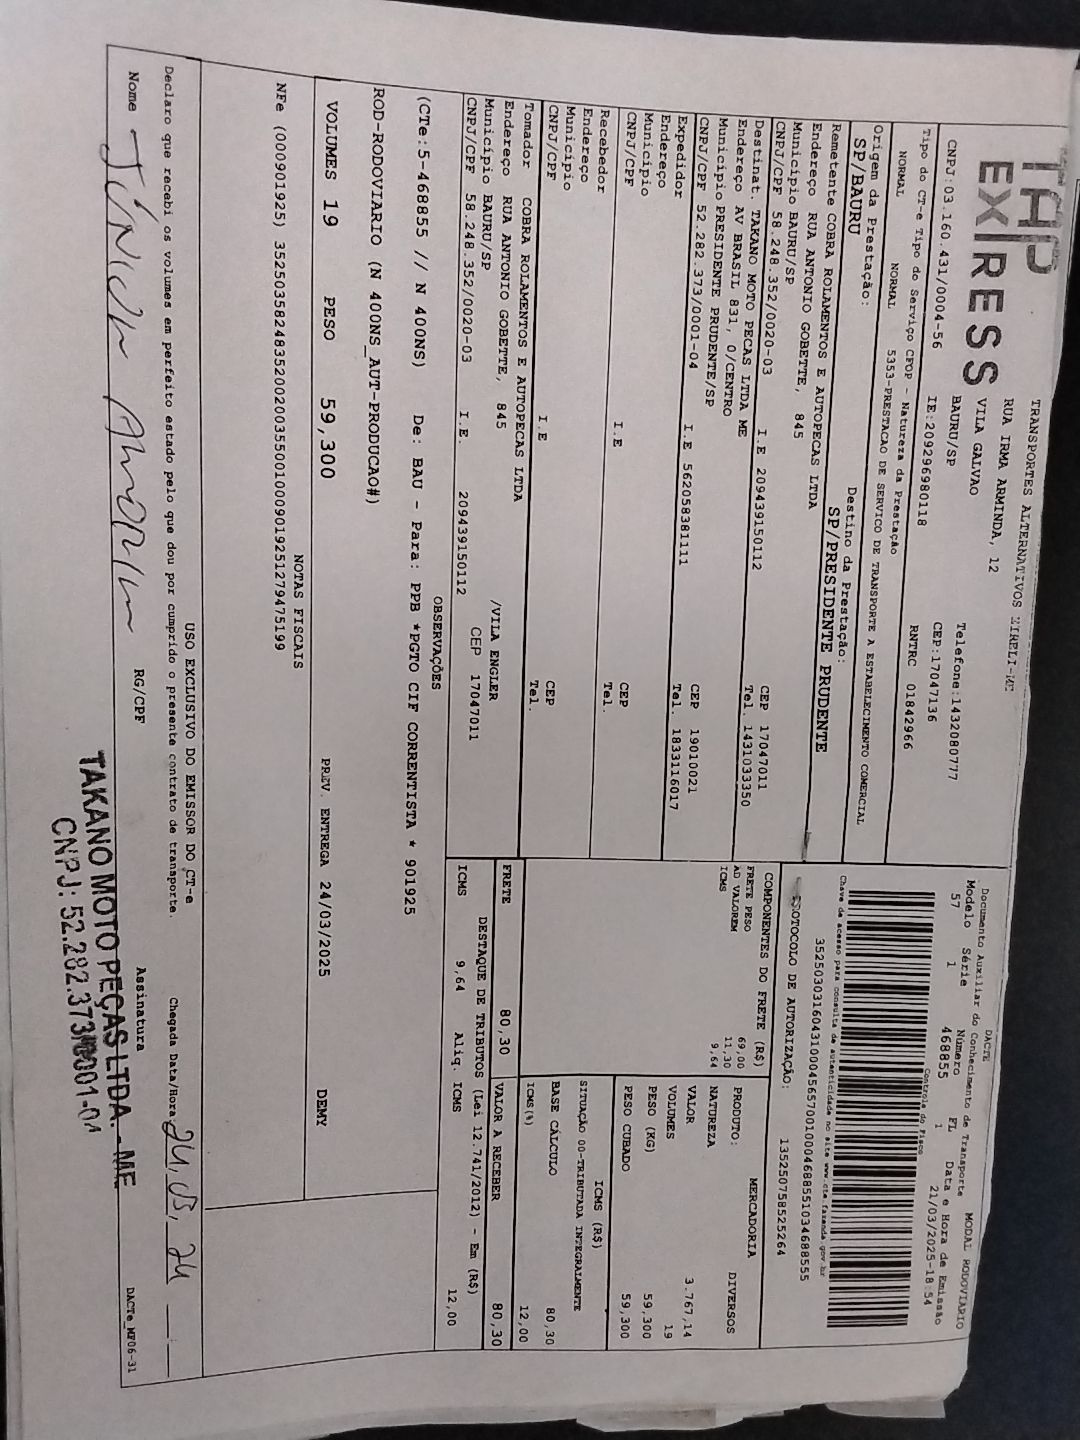 TAP
EX/RESS
TRANSPORTES ALTERNATIVOS EIRELI-ME
RUA IRMA ARMINDA, 12
VILA GALVAO
BAURU/SP
Telefone:1432080777
CEP:17047136
CNPJ:03.160.431/0004-56
IE:209296980118
RNTRC 01842966
Tipo do CT-e Tipo do Serviço CFOP - Natureza da Prestação
NORMAL NORMAL 5353-PRESTACAO DE SERVICO DE TRANSPORTE A ESTABELECIMENTO COMERCIAL
Origem da Prestação:
SP/BAURU
Destino da Prestação:
SP/PRESIDENTE PRUDENTE
DACTE
Documento Auxiliar do Conhecimento de Transporte
MODAL RODOVIARIO
Modelo Série Número FL Data e Hora de Emissão
57 1 468855 1 21/03/2025-18:54
Controle do Fisco
Chave de acesso para consulta de autenticidade no site www.cte.fazenda.gov.br
35250303160431000456570010004688551034688555
PROTOCOLO DE AUTORIZAÇÃO: 135250758525264
Remetente COBRA ROLAMENTOS E AUTOPECAS LTDA
Endereço RUA ANTONIO GOBETTE, 845
Município BAURU/SP CEP 17047011
CNPJ/CPF 58.248.352/0020-03 I.E 209439150112 Tel. 1431033350
Destinat. TAKANO MOTO PECAS LTDA ME
Endereço AV BRASIL 831, 0/CENTRO
Município PRESIDENTE PRUDENTE/SP CEP 19010021
CNPJ/CPF 52.282.373/0001-04 I.E 562058381111 Tel. 1833116017
Expedidor
Endereço
Município CEP
CNPJ/CPF I.E Tel.
Recebedor
Endereço
Município CEP
CNPJ/CPF I.E Tel.
Tomador COBRA ROLAMENTOS E AUTOPECAS LTDA
Endereço RUA ANTONIO GOBETTE, 845 /VILA ENGLER
Município BAURU/SP CEP 17047011
CNPJ/CPF 58.248.352/0020-03 I.E 209439150112
COMPONENTES DO FRETE (R$)
FRETE PESO 69,00
AD VALOREM 11,30
ICMS 9,64
MERCADORIA
PRODUTO: DIVERSOS
NATUREZA
VALOR 3.767,14
VOLUMES 19
PESO (KG) 59,300
PESO CUBADO 59,300
ICMS (R$)
SITUAÇÃO 00-TRIBUTADA INTEGRALMENTE
BASE CÁLCULO 80,30
ICMS(%) 12,00
FRETE 80,30
VALOR A RECEBER 80,30
DESTAQUE DE TRIBUTOS (Lei 12.741/2012) - Em (R$)
ICMS 9,64 Aliq. ICMS 12,00
OBSERVAÇÕES
(CTe:5-468855 // N 400NS) De: BAU - Para: PPB *PGTO CIF CORRENTISTA * 901925
ROD-RODOVIARIO (N 400NS_AUT-PRODUCAO#)
VOLUMES 19 PESO 59,300 PREV. ENTREGA 24/03/2025 DEMY
NOTAS FISCAIS
NFe (000901925) 35250358248352002003550010009019251279475199
USO EXCLUSIVO DO EMISSOR DO CT-e
Declaro que recebi os volumes em perfeito estado pelo que dou por cumprido o presente contrato de transporte. Chegada Data/Hora
Nome RG/CPF Assinatura DACTe_MF06-31
TAKANO MOTO PEÇAS LTDA. - ME
CNPJ: 52.282.373/0001-04